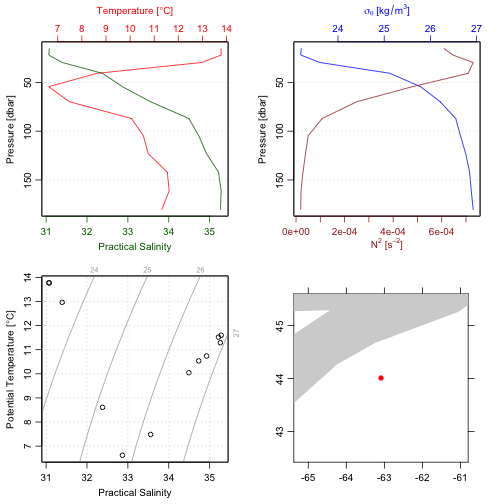 Temperature [°C]
7 8 9 10 11 12 13 14
Pressure [dbar]
50
100
150
31 32 33 34 35
Practical Salinity
σθ [kg/m³]
24 25 26 27
Pressure [dbar]
50
100
150
0e+00 2e-04 6e-04
N² [s⁻²]
24 25 26
27
Potential Temperature [°C]
14
13
12
11
10
9
8
7
31 32 33 34 35
Practical Salinity
45
44
43
-65 -64 -63 -62 -61